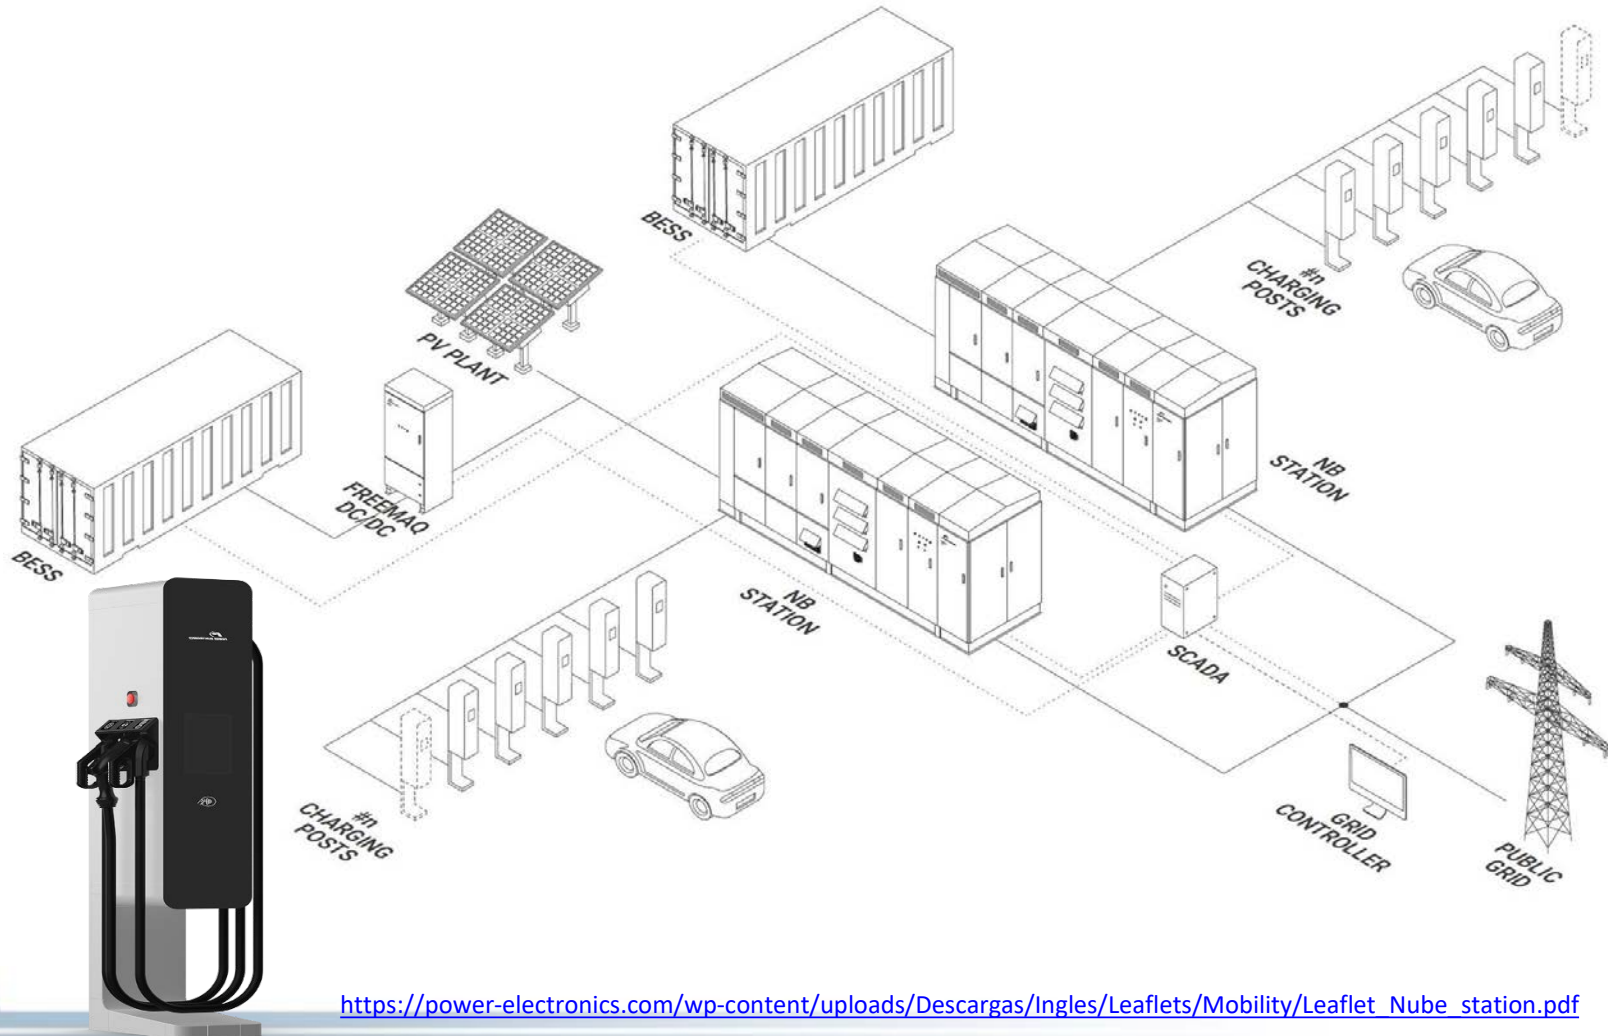 BESS
#n
CHARGING
POSTS
PV PLANT
NB
STATION
FREEMAQ
DC/DC
BESS
NB
STATION
SCADA
#n
CHARGING
POSTS
GRID
CONTROLLER
PUBLIC
GRID
https://power-electronics.com/wp-content/uploads/Descargas/Ingles/Leaflets/Mobility/Leaflet_Nube_station.pdf